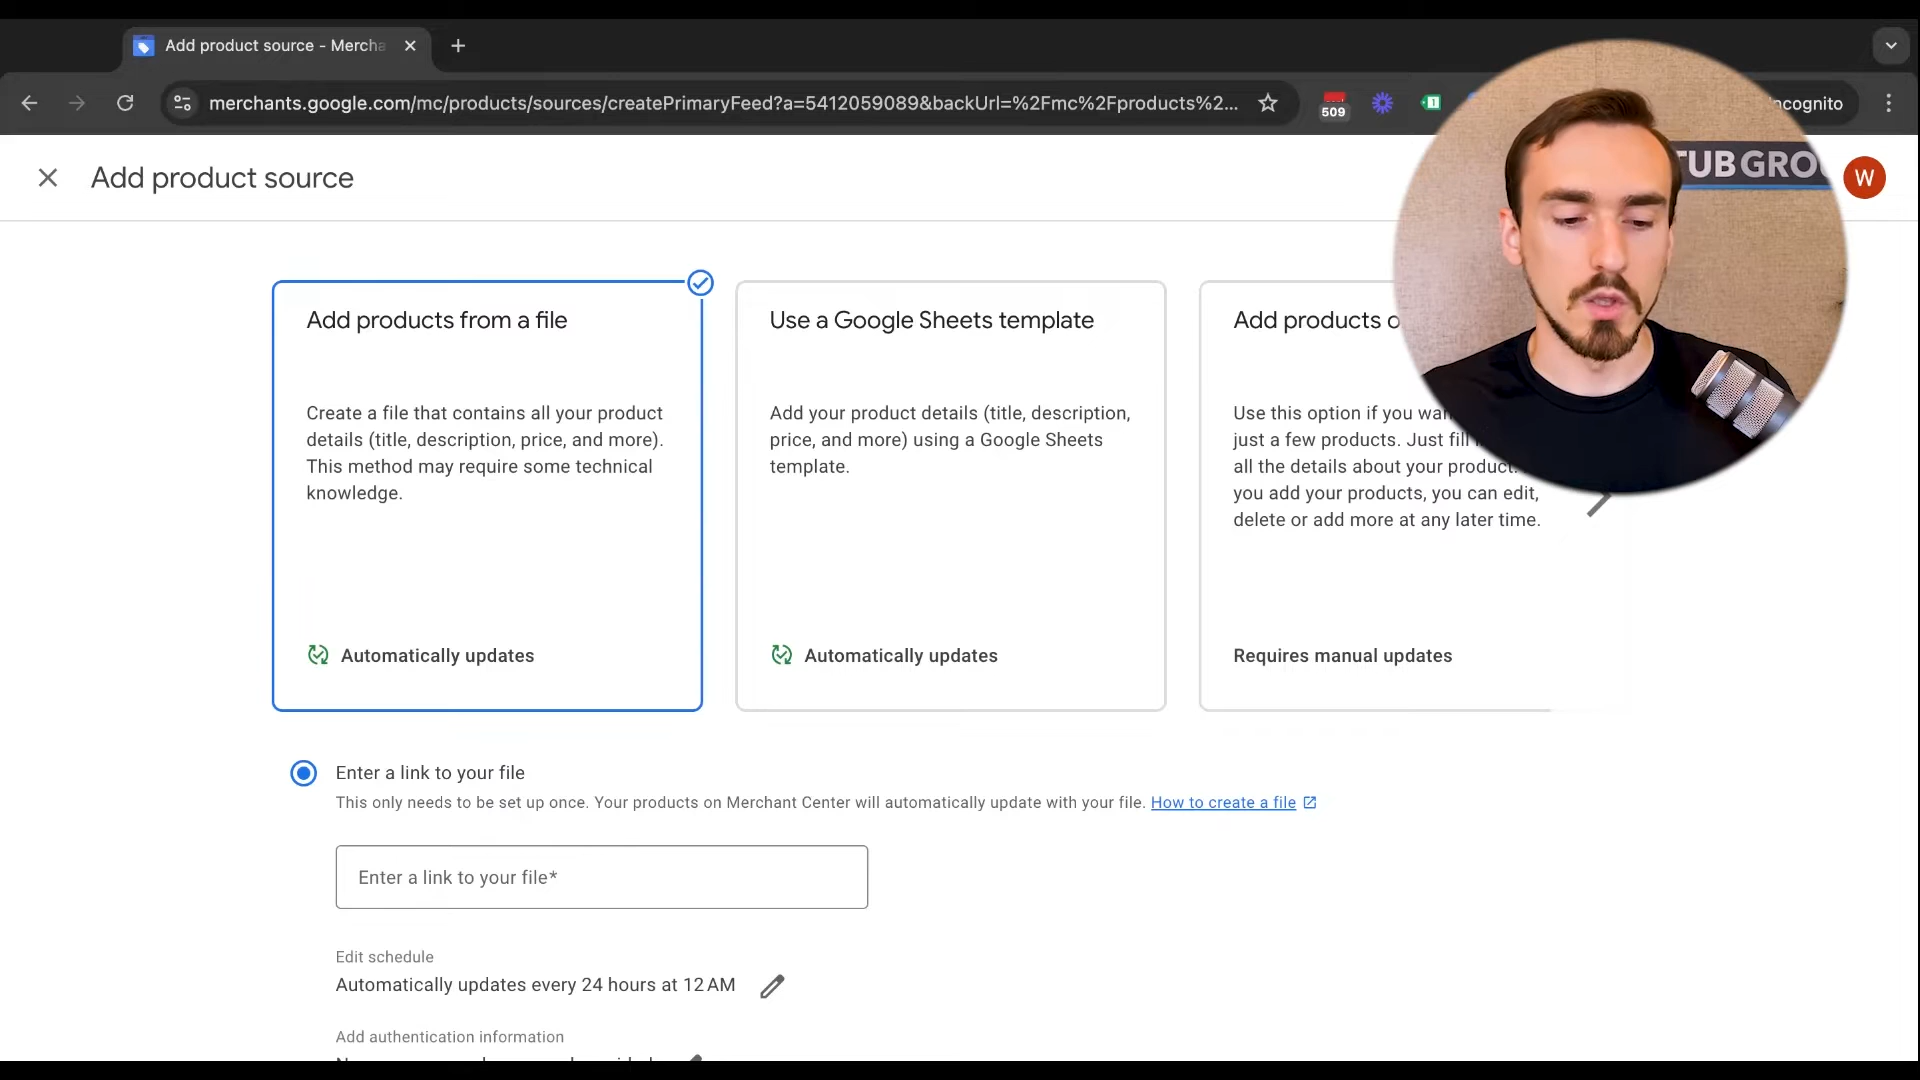 Add product source - Mercha
merchants.google.com/mc/products/sources/createPrimaryFeed?a=5412059089&backUrl=%2Fmc%2Fproducts%2...
509
1
ncognito
Add product source
TUBGRO
W
Add products from a file
Create a file that contains all your product
details (title, description, price, and more).
This method may require some technical
knowledge.
Automatically updates
Use a Google Sheets template
Add your product details (title, description,
price, and more) using a Google Sheets
template.
Automatically updates
Add products o
Use this option if you wan
just a few products. Just fill
all the details about your product.
you add your products, you can edit,
delete or add more at any later time.
Requires manual updates
Enter a link to your file
This only needs to be set up once. Your products on Merchant Center will automatically update with your file. How to create a file
Enter a link to your file*
Edit schedule
Automatically updates every 24 hours at 12 AM
Add authentication information